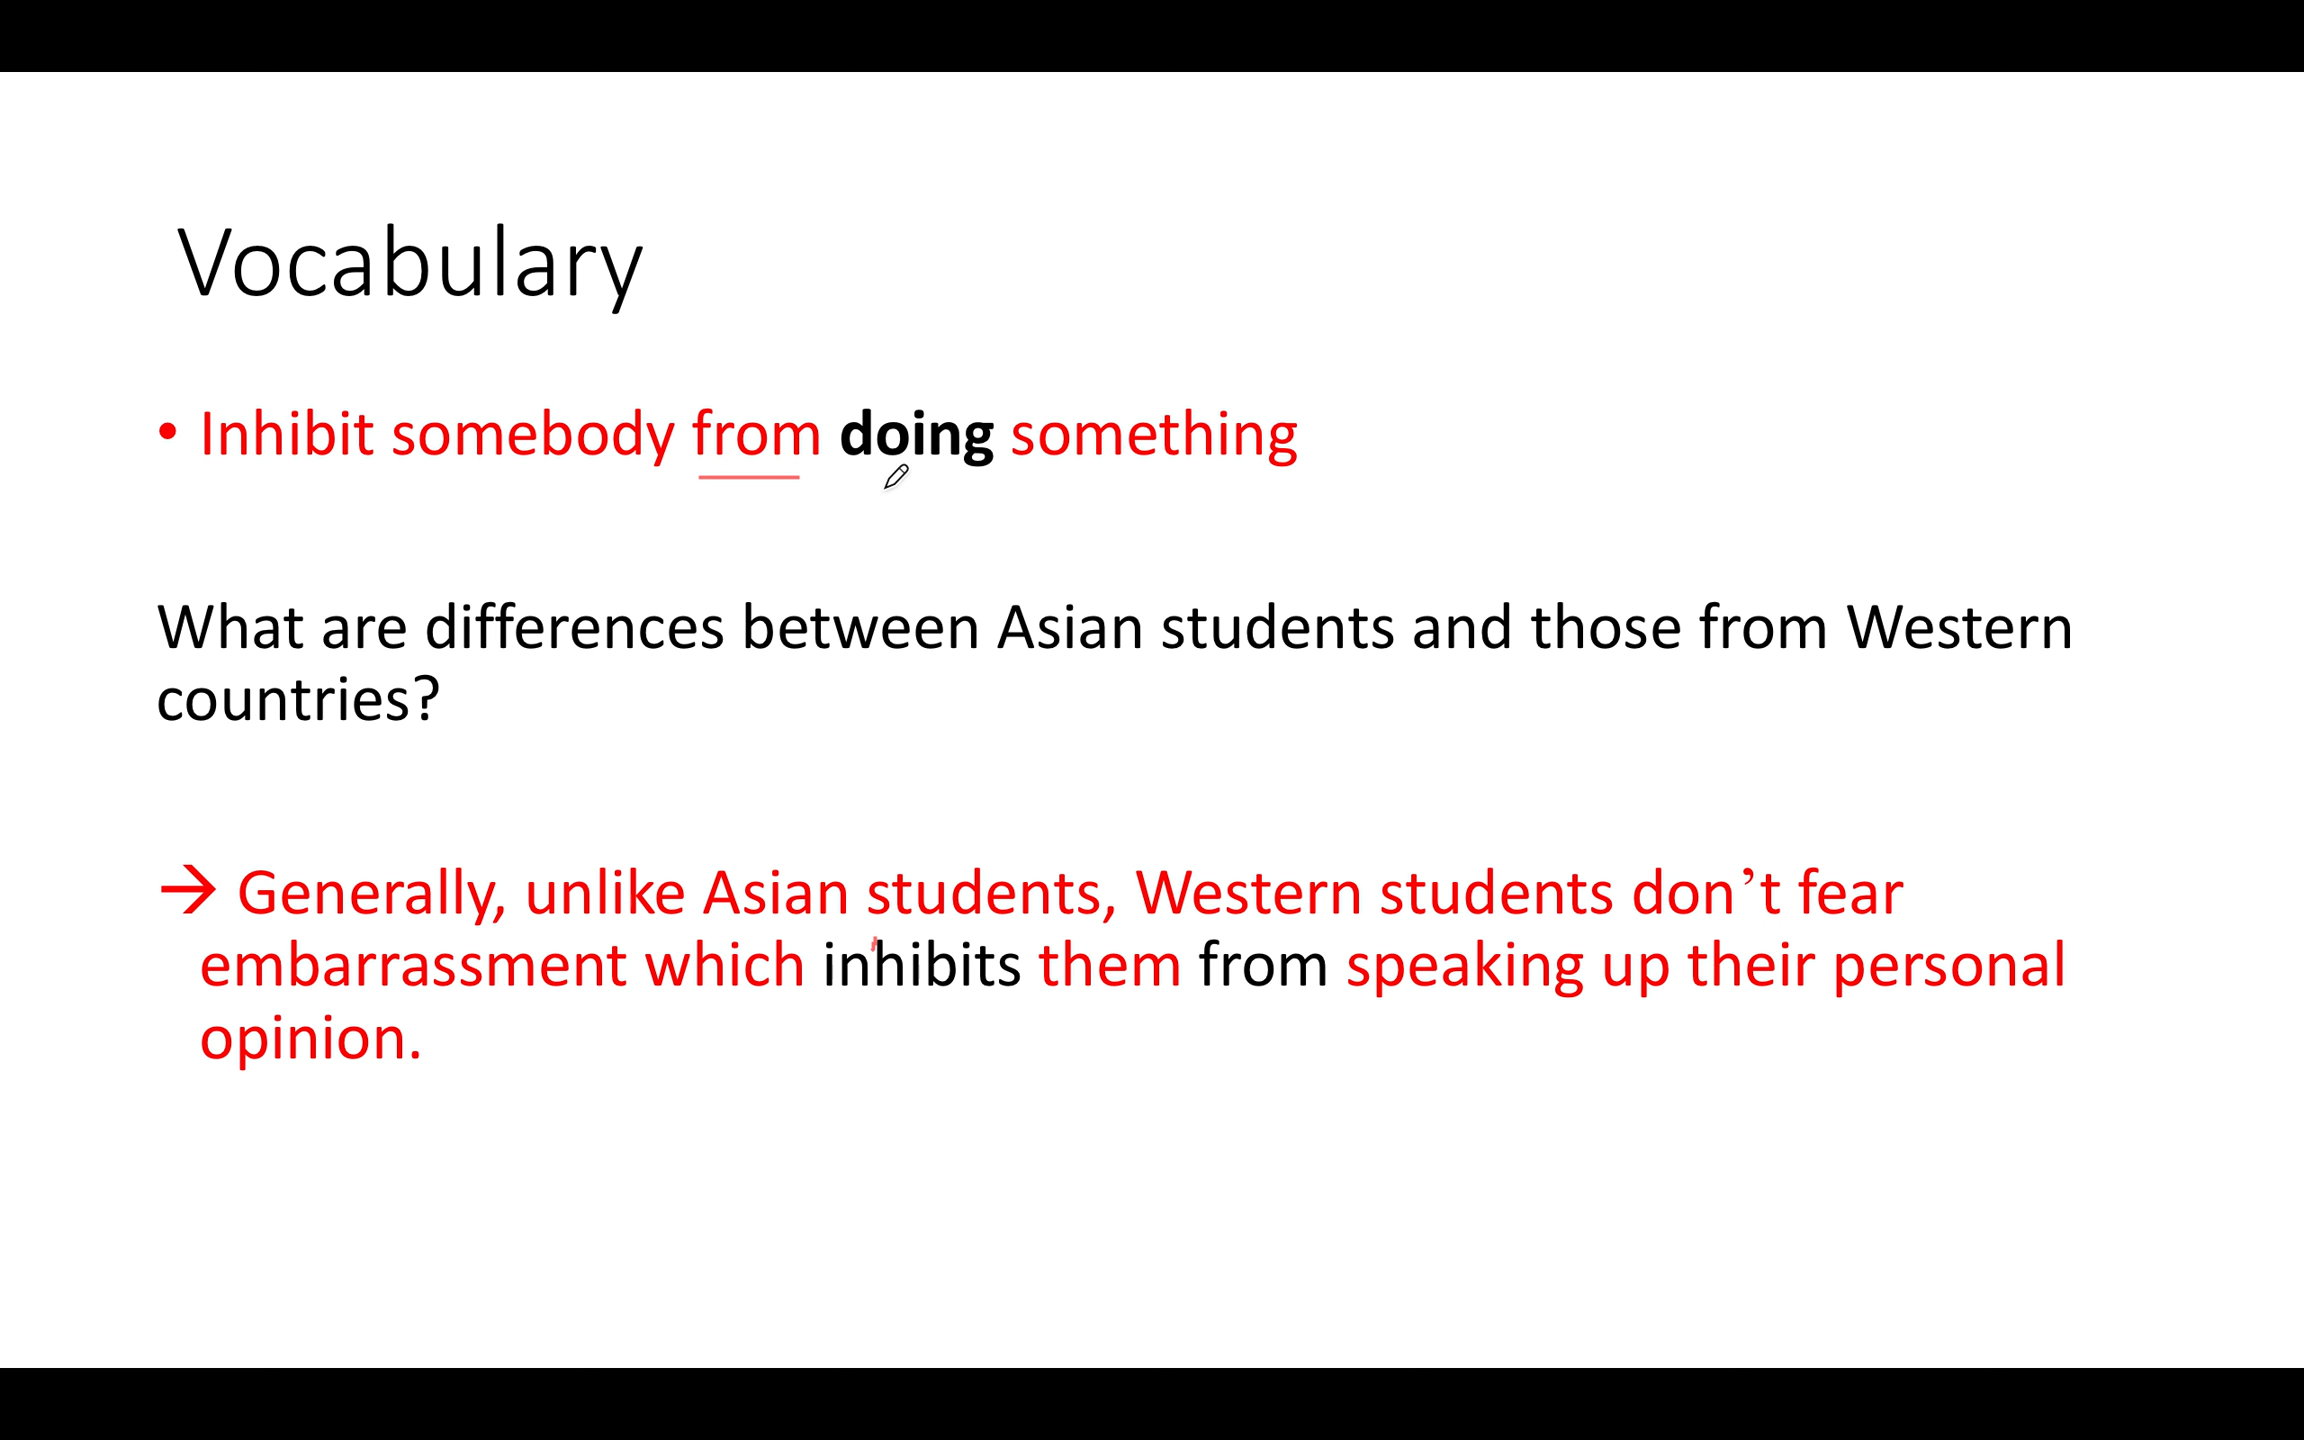 Vocabulary
• Inhibit somebody from doing something
What are differences between Asian students and those from Western
countries?
→ Generally, unlike Asian students, Western students don’t fear
embarrassment which inhibits them from speaking up their personal
opinion.